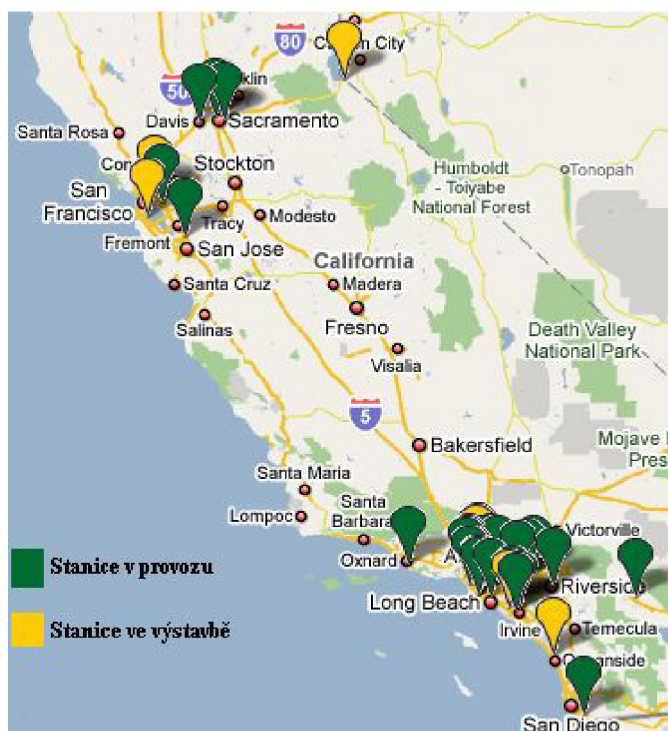 80
City
50
Davis
Sacramento
Santa Rosa
Stockton
Humboldt
- Toiyabe
National Forest
Tonopah
San
Francisco
Tracy
Modesto
Fremont
San Jose
California
Santa Cruz
Madera
Salinas
Fresno
Death Valley
National Park
Visalia
5
Bakersfield
Santa Maria
Lompoc
Santa
Barbara
Victorville
Oxnard
Stanice v provozu
Riverside
Long Beach
Stanice ve výstavbě
Irvine
Temecula
San Diego